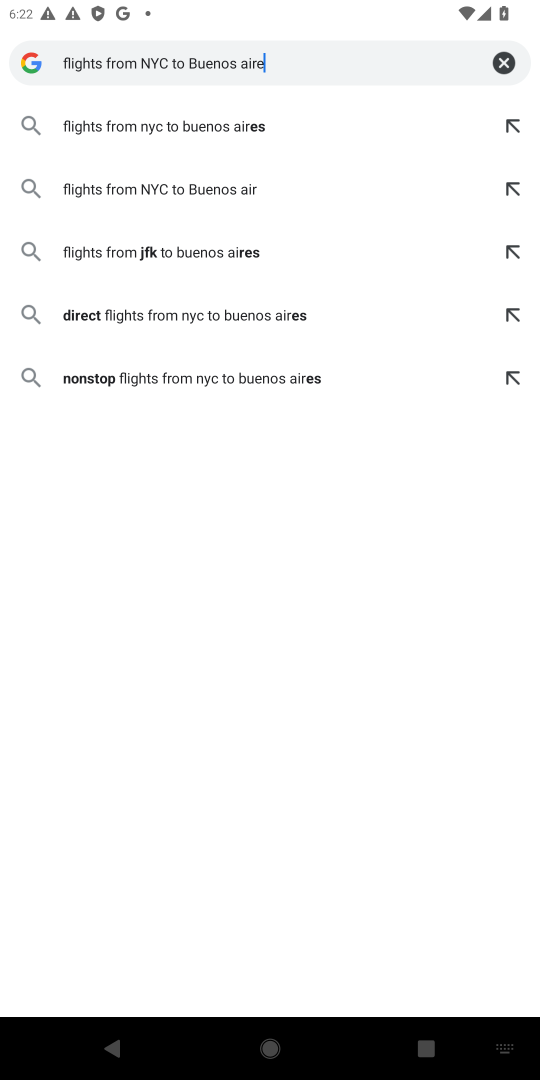 6:22
flights from NYC to Buenos aire
flights from nyc to buenos aires
flights from NYC to Buenos air
flights from jfk to buenos aires
direct flights from nyc to buenos aires
nonstop flights from nyc to buenos aires